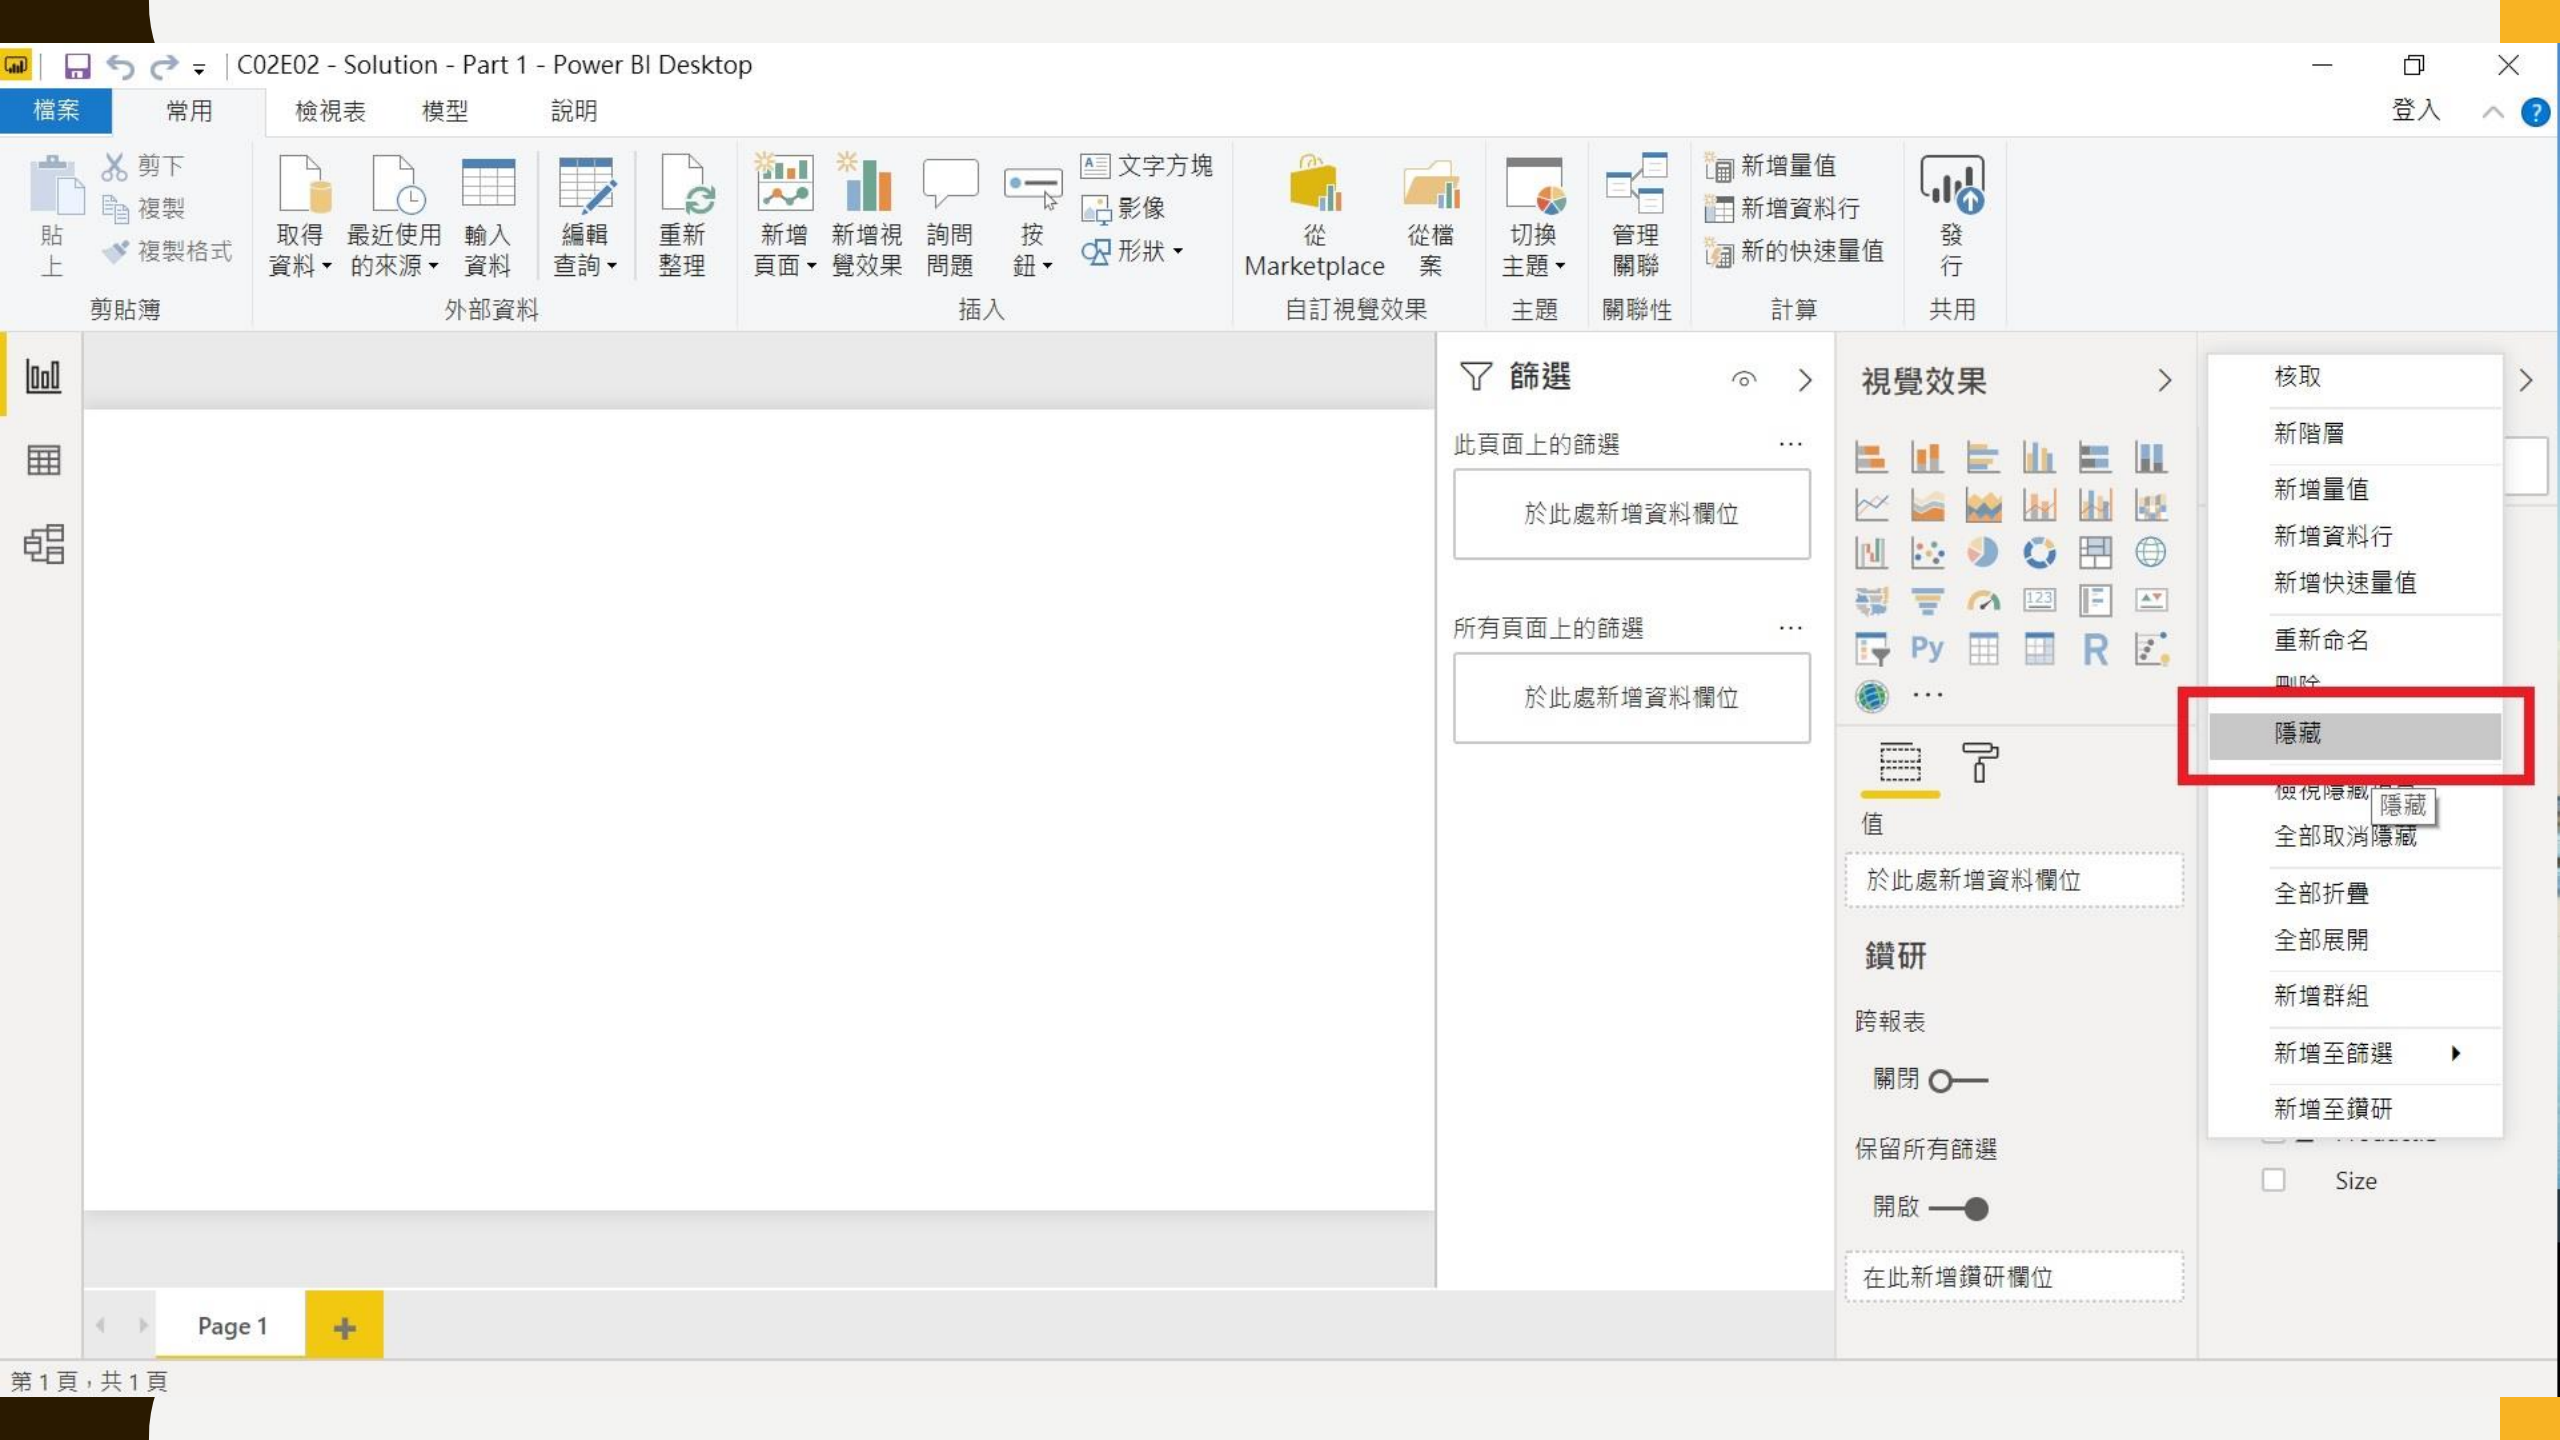 C02E02 - Solution - Part 1 - Power BI Desktop
檔案 常用 檢視表 模型 說明 登入
貼上
剪下
複製
複製格式
剪貼簿
取得資料
最近使用的來源
輸入資料
編輯查詢
重新整理
外部資料
新增頁面
新增視覺效果
詢問問題
按鈕
文字方塊
影像
形狀
插入
從 Marketplace
從檔案
自訂視覺效果
切換主題
主題
管理關聯
關聯性
新增量值
新增資料行
新的快速量值
計算
發行
共用
篩選
此頁面上的篩選 ...
於此處新增資料欄位
所有頁面上的篩選 ...
於此處新增資料欄位
視覺效果
123
Py
R
...
值
於此處新增資料欄位
鑽研
跨報表
關閉
保留所有篩選
開啟
在此新增鑽研欄位
核取
新階層
新增量值
新增資料行
新增快速量值
重新命名
刪除
隱藏
檢視隱藏
隱藏
全部取消隱藏
全部折疊
全部展開
新增群組
新增至篩選
新增至鑽研
Size
Page 1
第 1 頁，共 1 頁